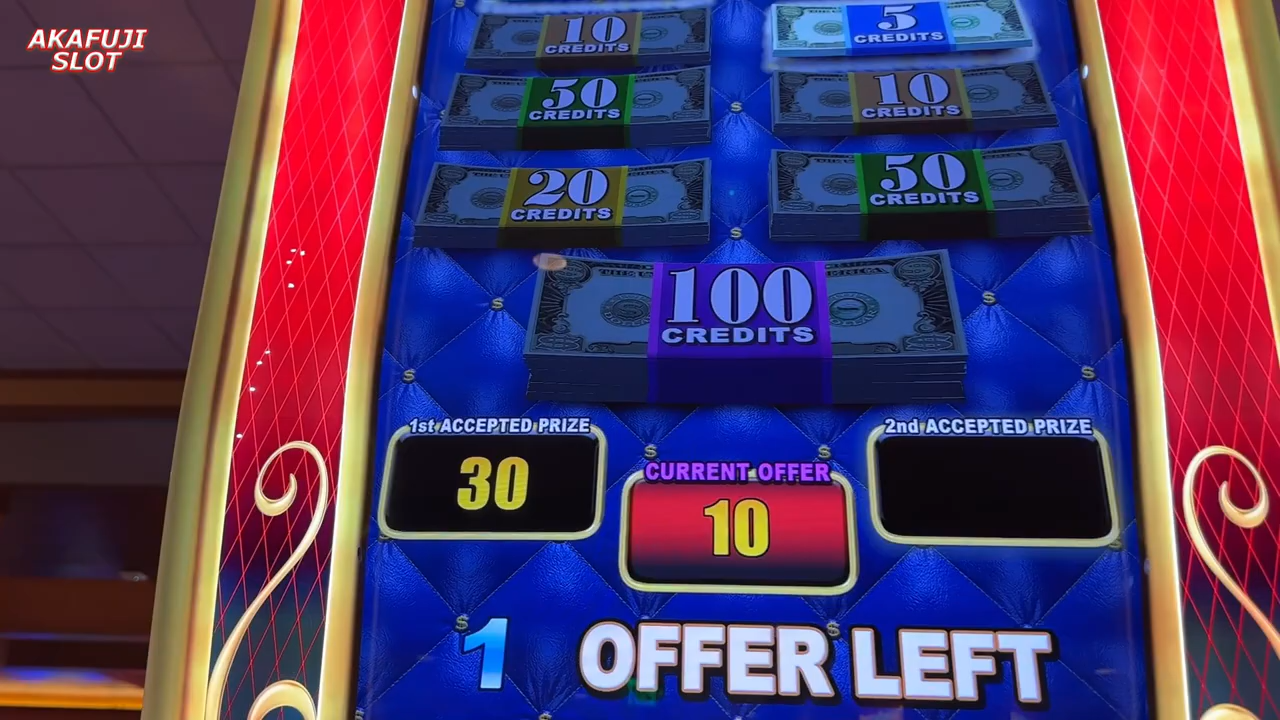 AKAFUJI
SLOT
10
CREDITS
5
CREDITS
50
CREDITS
10
CREDITS
20
CREDITS
50
CREDITS
100
CREDITS
1st ACCEPTED PRIZE
30
CURRENT OFFER
10
2nd ACCEPTED PRIZE
1 OFFER LEFT